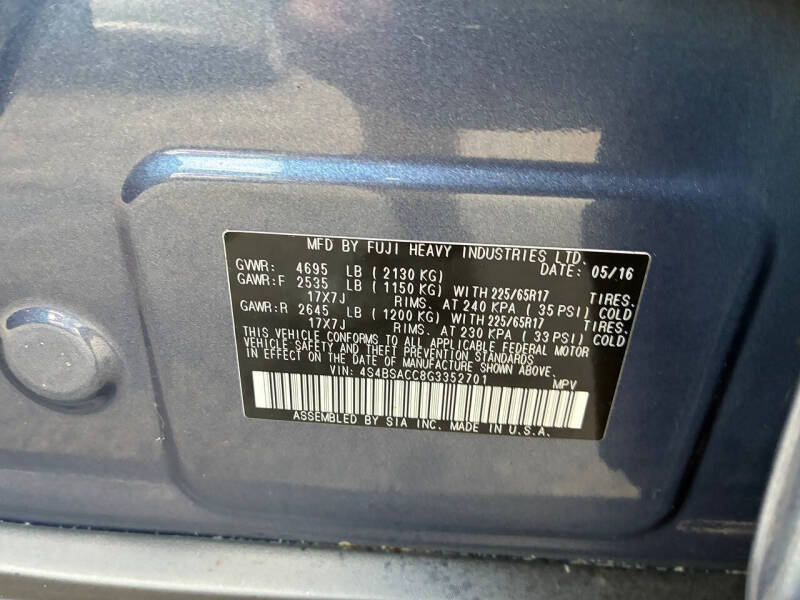 MFD BY FUJI HEAVY INDUSTRIES LTD.
GVWR: 4695 LB ( 2130 KG) DATE: 05/16
GAWR:F 2535 LB ( 1150 KG) WITH 225/65R17 TIRES.
17X7J RIMS. AT 240 KPA ( 35 PSI) COLD
GAWR:R 2645 LB ( 1200 KG) WITH 225/65R17 TIRES.
17X7J RIMS. AT 230 KPA ( 33 PSI) COLD
THIS VEHICLE CONFORMS TO ALL APPLICABLE FEDERAL MOTOR
VEHICLE SAFETY AND THEFT PREVENTION STANDARDS
IN EFFECT ON THE DATE OF MANUFACTURE SHOWN ABOVE.
VIN: 4S4BSACC8G3352701 MPV
ASSEMBLED BY SIA INC. MADE IN U.S.A.